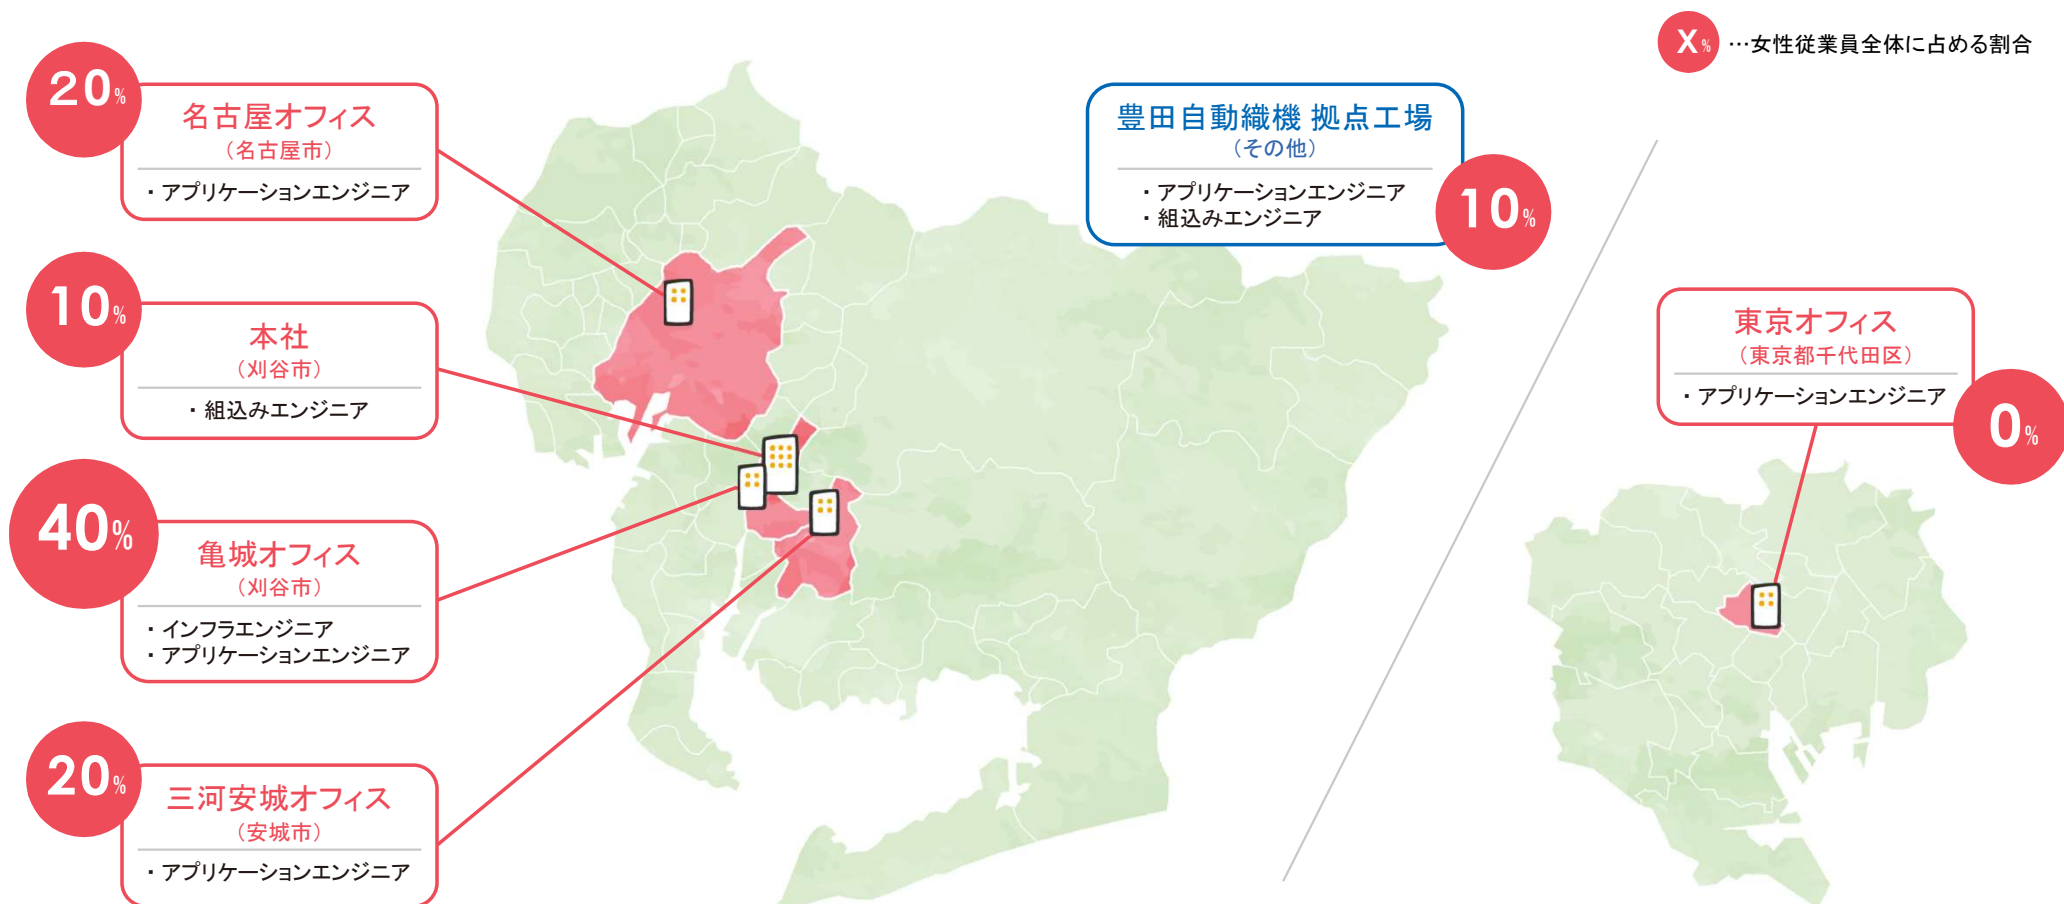 X% …女性従業員全体に占める割合
20%
名古屋オフィス
（名古屋市）
・アプリケーションエンジニア
10%
本社
（刈谷市）
・組込みエンジニア
40%
亀城オフィス
（刈谷市）
・インフラエンジニア
・アプリケーションエンジニア
20%
三河安城オフィス
（安城市）
・アプリケーションエンジニア
豊田自動織機 拠点工場
（その他）
・アプリケーションエンジニア
・組込みエンジニア
10%
東京オフィス
（東京都千代田区）
・アプリケーションエンジニア
0%